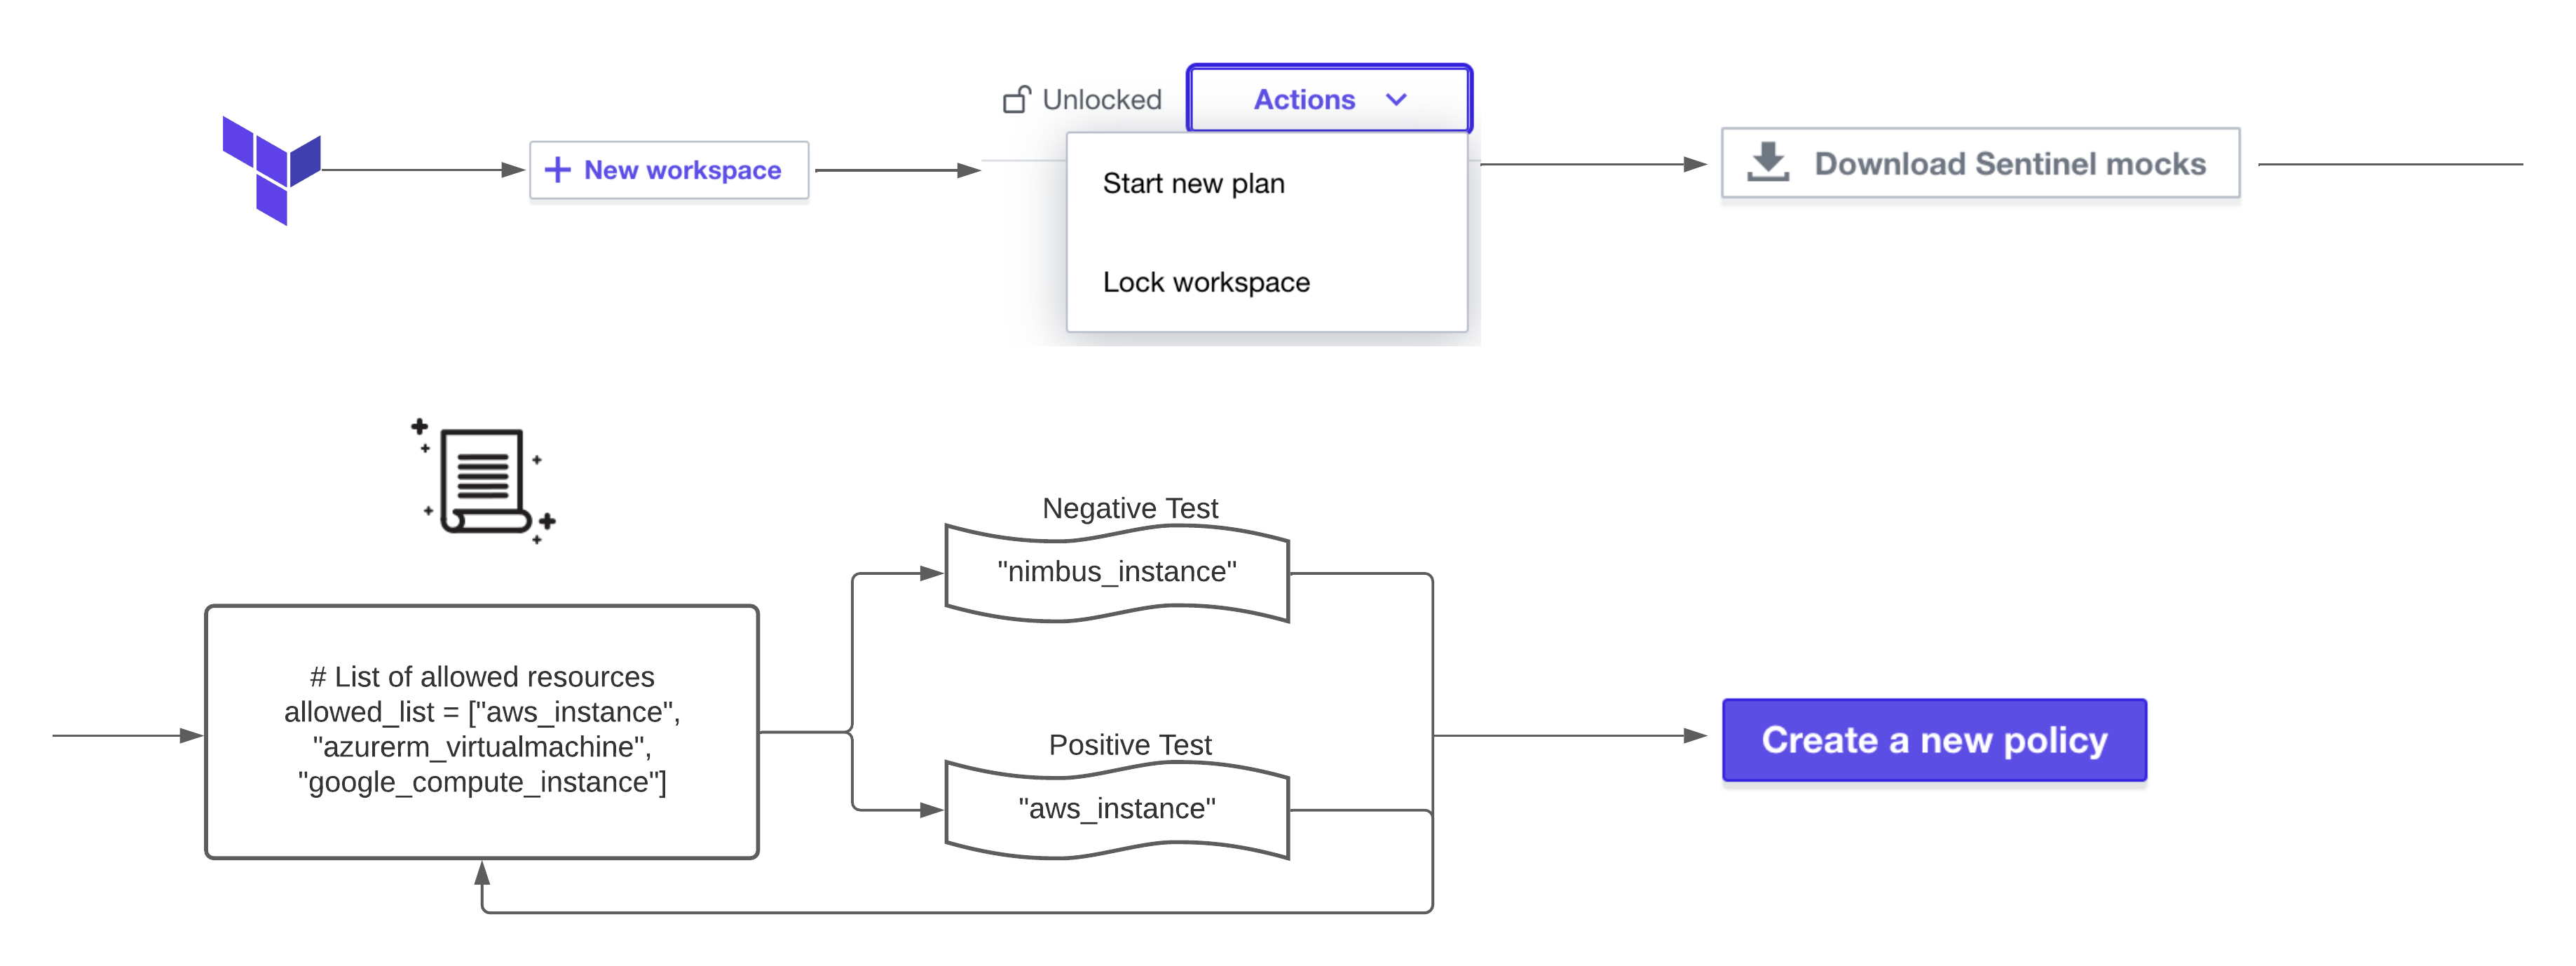 Unlocked
Actions
+ New workspace
Start new plan
Lock workspace
Download Sentinel mocks
# List of allowed resources
allowed_list = ["aws_instance",
"azurerm_virtualmachine",
"google_compute_instance"]
Negative Test
"nimbus_instance"
Positive Test
"aws_instance"
Create a new policy